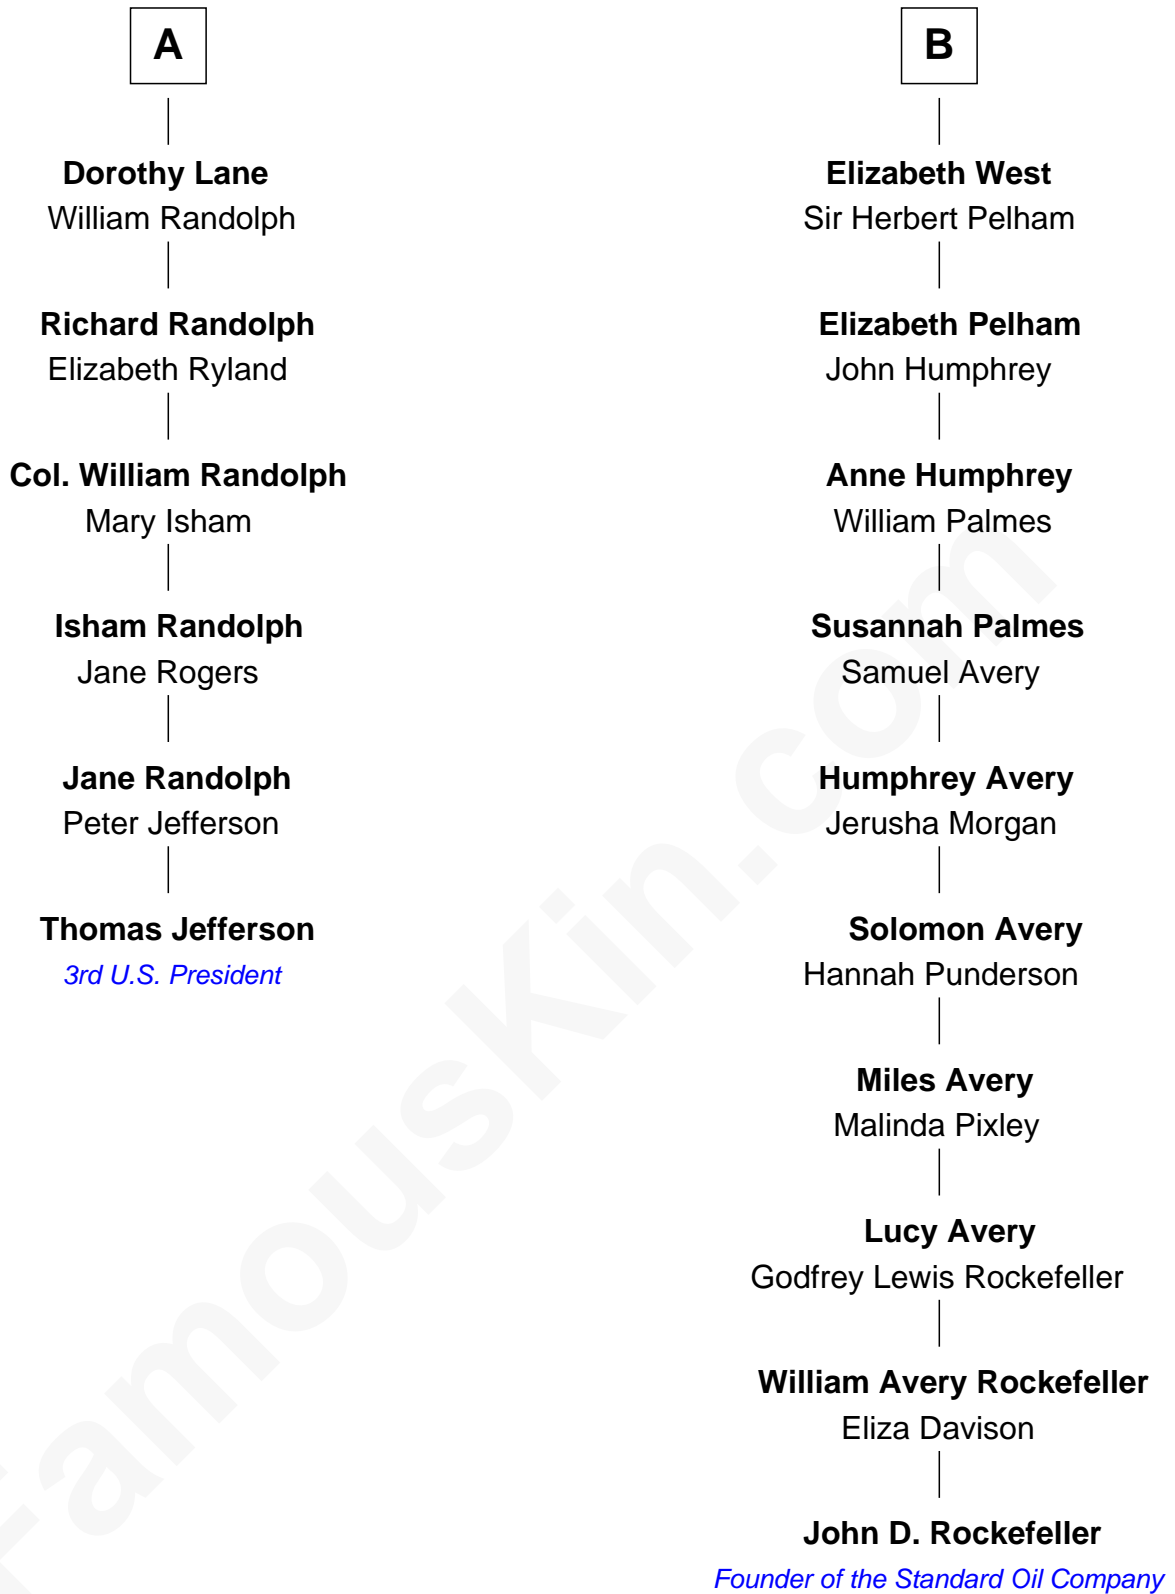 A
Dorothy Lane
William Randolph
Richard Randolph
Elizabeth Ryland
Col. William Randolph
Mary Isham
Isham Randolph
Jane Rogers
Jane Randolph
Peter Jefferson
Thomas Jefferson
3rd U.S. President
B
Elizabeth West
Sir Herbert Pelham
Elizabeth Pelham
John Humphrey
Anne Humphrey
William Palmes
Susannah Palmes
Samuel Avery
Humphrey Avery
Jerusha Morgan
Solomon Avery
Hannah Punderson
Miles Avery
Malinda Pixley
Lucy Avery
Godfrey Lewis Rockefeller
William Avery Rockefeller
Eliza Davison
John D. Rockefeller
Founder of the Standard Oil Company
FamousKin.com